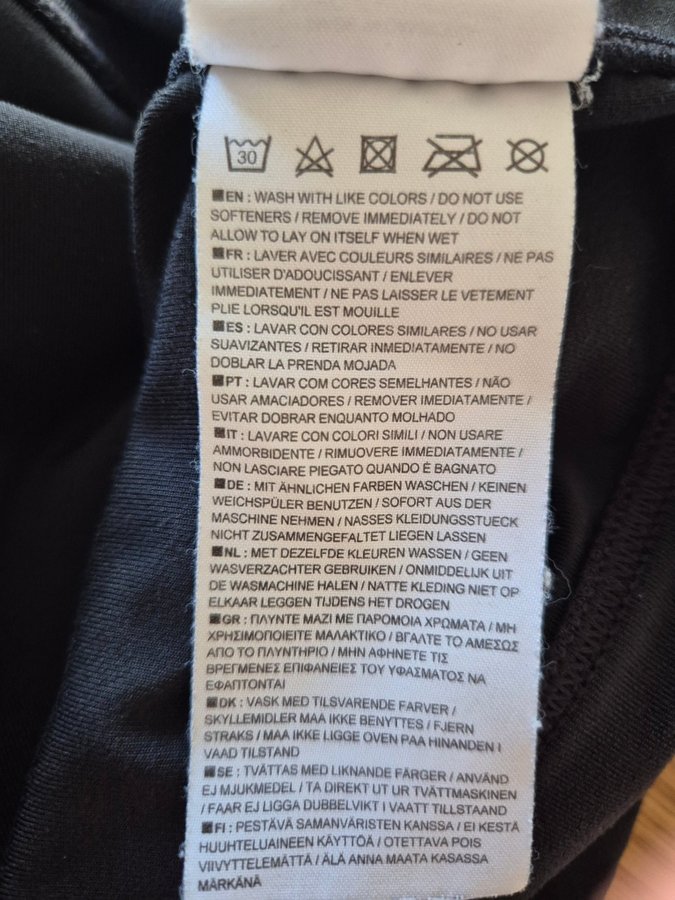 30
EN : WASH WITH LIKE COLORS / DO NOT USE
SOFTENERS / REMOVE IMMEDIATELY / DO NOT
ALLOW TO LAY ON ITSELF WHEN WET
FR : LAVER AVEC COULEURS SIMILAIRES / NE PAS
UTILISER D'ADOUCISSANT / ENLEVER
IMMEDIATEMENT / NE PAS LAISSER LE VETEMENT
PLIE LORSQU'IL EST MOUILLE
ES : LAVAR CON COLORES SIMILARES / NO USAR
SUAVIZANTES / RETIRAR INMEDIATAMENTE / NO
DOBLAR LA PRENDA MOJADA
PT : LAVAR COM CORES SEMELHANTES / NÃO
USAR AMACIADORES / REMOVER IMEDIATAMENTE /
EVITAR DOBRAR ENQUANTO MOLHADO
IT : LAVARE CON COLORI SIMILI / NON USARE
AMMORBIDENTE / RIMUOVERE IMMEDIATAMENTE /
NON LASCIARE PIEGATO QUANDO É BAGNATO
DE : MIT ÄHNLICHEN FARBEN WASCHEN / KEINEN
WEICHSPÜLER BENUTZEN / SOFORT AUS DER
MASCHINE NEHMEN / NASSES KLEIDUNGSSTUECK
NICHT ZUSAMMENGEFALTET LIEGEN LASSEN
NL : MET DEZELFDE KLEUREN WASSEN / GEEN
WASVERZACHTER GEBRUIKEN / ONMIDDELIJK UIT
DE WASMACHINE HALEN / NATTE KLEDING NIET OP
ELKAAR LEGGEN TIJDENS HET DROGEN
GR : ΠΛΥΝΤΕ ΜΑΖΙ ΜΕ ΠΑΡΟΜΟΙΑ ΧΡΩΜΑΤΑ / ΜΗ
ΧΡΗΣΙΜΟΠΟΙΕΙΤΕ ΜΑΛΑΚΤΙΚΟ / ΒΓΑΛΤΕ ΤΟ ΑΜΕΣΩΣ
ΑΠΟ ΤΟ ΠΛΥΝΤΗΡΙΟ / ΜΗΝ ΑΦΗΝΕΤΕ ΤΙΣ
ΒΡΕΓΜΕΝΕΣ ΕΠΙΦΑΝΕΙΕΣ ΤΟΥ ΥΦΑΣΜΑΤΟΣ ΝΑ
ΕΦΑΠΤΟΝΤΑΙ
DK : VASK MED TILSVARENDE FARVER /
SKYLLEMIDLER MAA IKKE BENYTTES / FJERN
STRAKS / MAA IKKE LIGGE OVEN PAA HINANDEN I
VAAD TILSTAND
SE : TVÄTTAS MED LIKNANDE FÄRGER / ANVÄND
EJ MJUKMEDEL / TA DIREKT UT UR TVÄTTMASKINEN
/ FAAR EJ LIGGA DUBBELVIKT I VAATT TILLSTAAND
FI : PESTÄVÄ SAMANVÄRISTEN KANSSA / EI KESTÄ
HUUHTELUAINEEN KÄYTTÖÄ / OTETTAVA POIS
VIIVYTTELEMÄTTÄ / ÄLÄ ANNA MAATA KASASSA
MÄRKÄNÄ